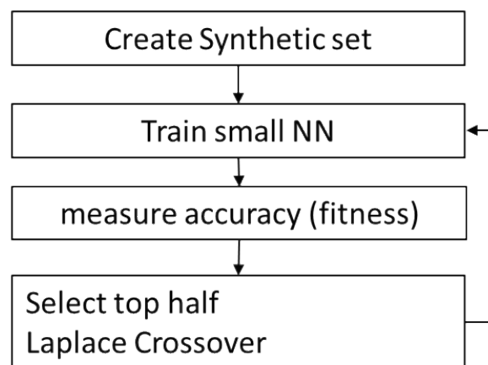 Create Synthetic set
Train small NN
measure accuracy (fitness)
Select top half
Laplace Crossover